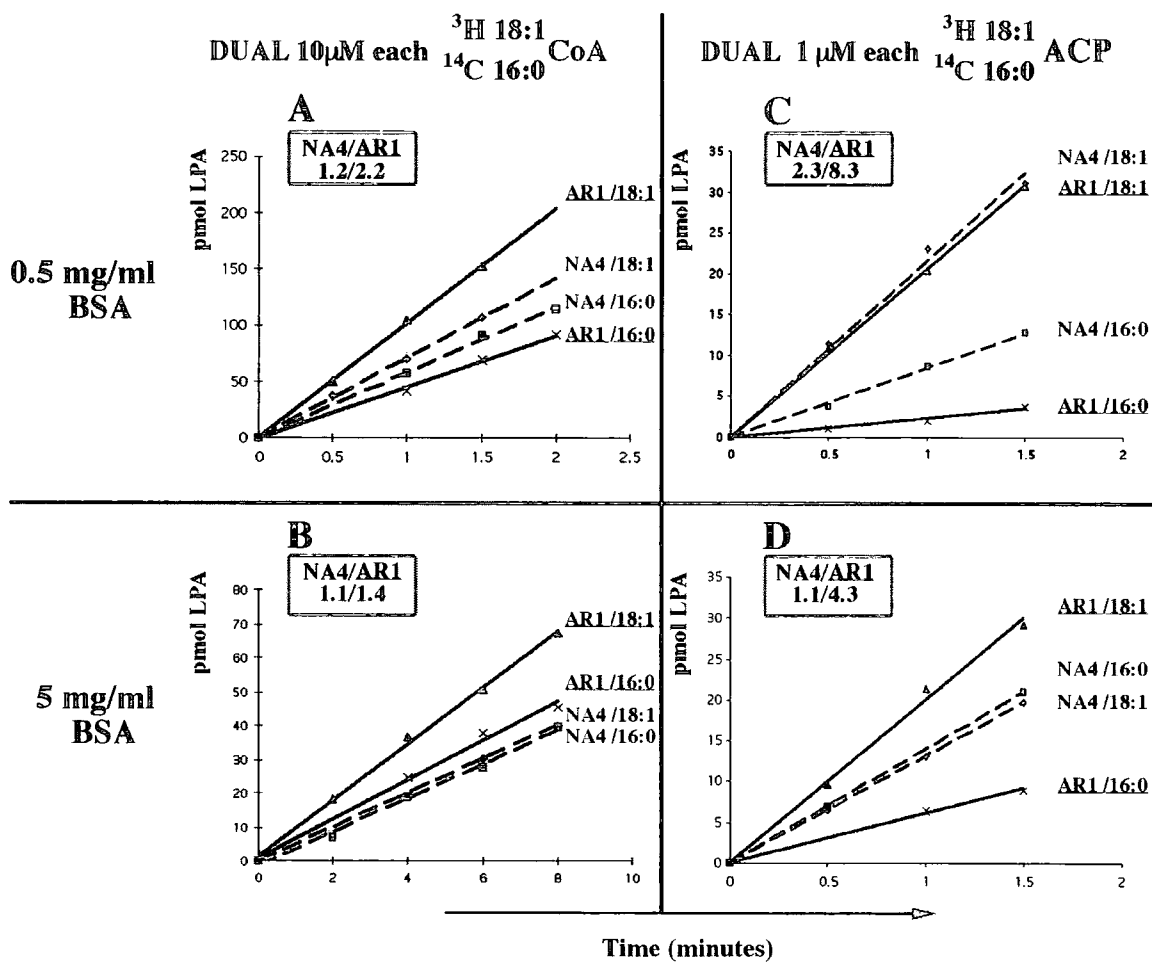 DUAL 10µM each ³H 18:1 ¹⁴C 16:0 CoA
DUAL 1 µM each ³H 18:1 ¹⁴C 16:0 ACP
0.5 mg/ml
BSA
A
NA4/AR1
1.2/2.2
pmol LPA
250
200
150
100
50
0
0 0.5 1 1.5 2 2.5
AR1/18:1
NA4/18:1
NA4/16:0
AR1/16:0
C
NA4/AR1
2.3/8.3
pmol LPA
35
30
25
20
15
10
5
0
0 0.5 1 1.5 2
NA4/18:1
AR1/18:1
NA4/16:0
AR1/16:0
5 mg/ml
BSA
B
NA4/AR1
1.1/1.4
pmol LPA
80
70
60
50
40
30
20
10
0
0 2 4 6 8 10
AR1/18:1
AR1/16:0
NA4/18:1
NA4/16:0
D
NA4/AR1
1.1/4.3
pmol LPA
35
30
25
20
15
10
5
0
0 0.5 1 1.5 2
AR1/18:1
NA4/16:0
NA4/18:1
AR1/16:0
Time (minutes)